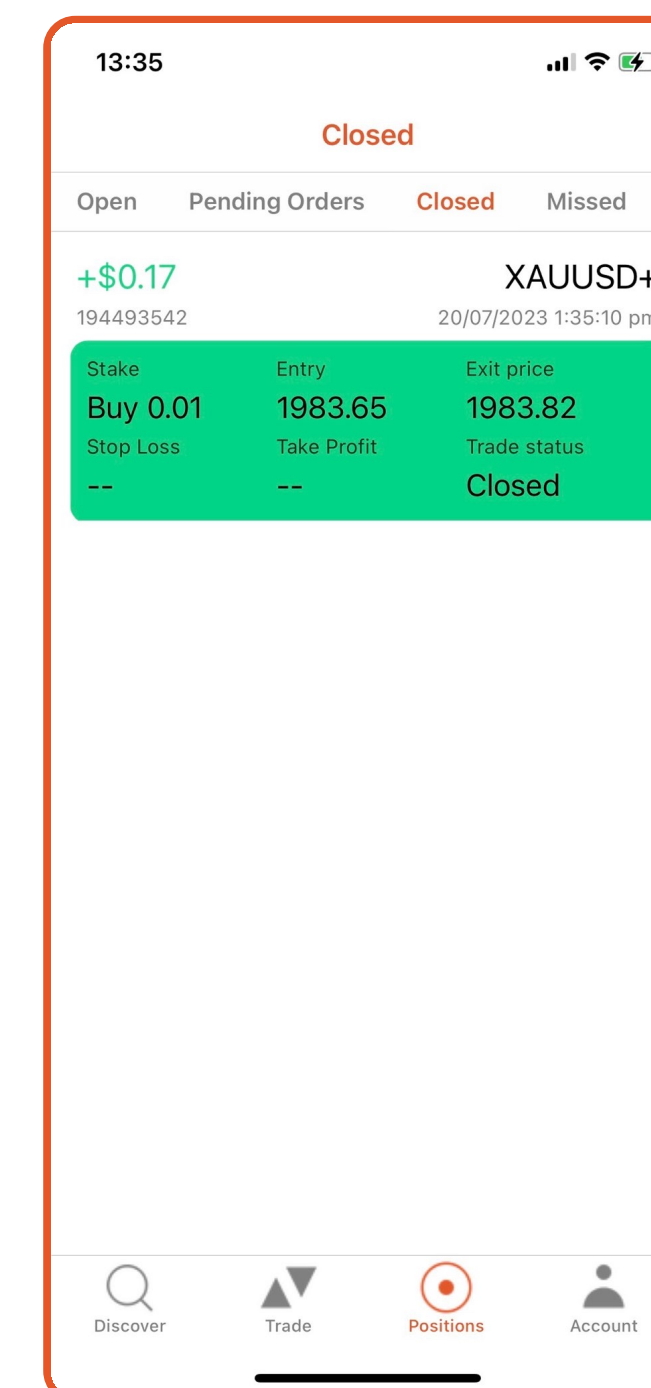 13:35
Closed
Open Pending Orders Closed Missed
+$0.17 XAUUSD+
194493542 20/07/2023 1:35:10 pm
Stake Entry Exit price
Buy 0.01 1983.65 1983.82
Stop Loss Take Profit Trade status
-- -- Closed
Discover Trade Positions Account